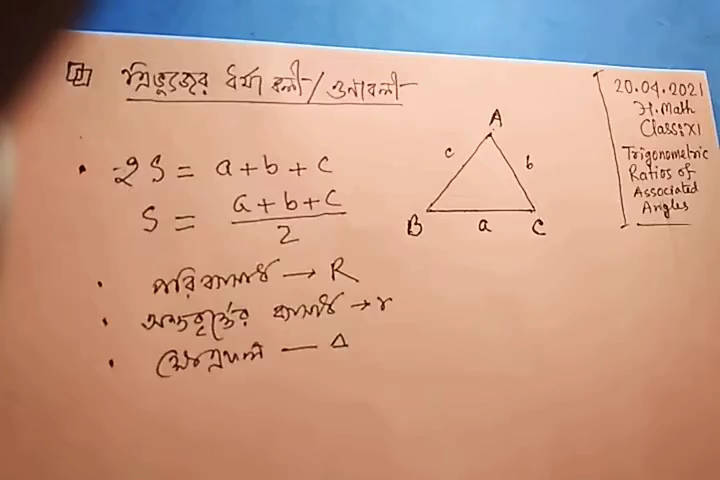 ত্রিভুজের ধর্মাবলী/গুনাবলী
2S = a+b+c
S = a+b+c / 2
পরিব্যাসার্ধ → R
অন্তবৃত্তের ব্যাসার্ধ → r
ক্ষেত্রফল — Δ
A
c
b
B
a
C
20.04.2021
H.Math
Class:XI
Trigonometric
Ratios of
Associated
Angles